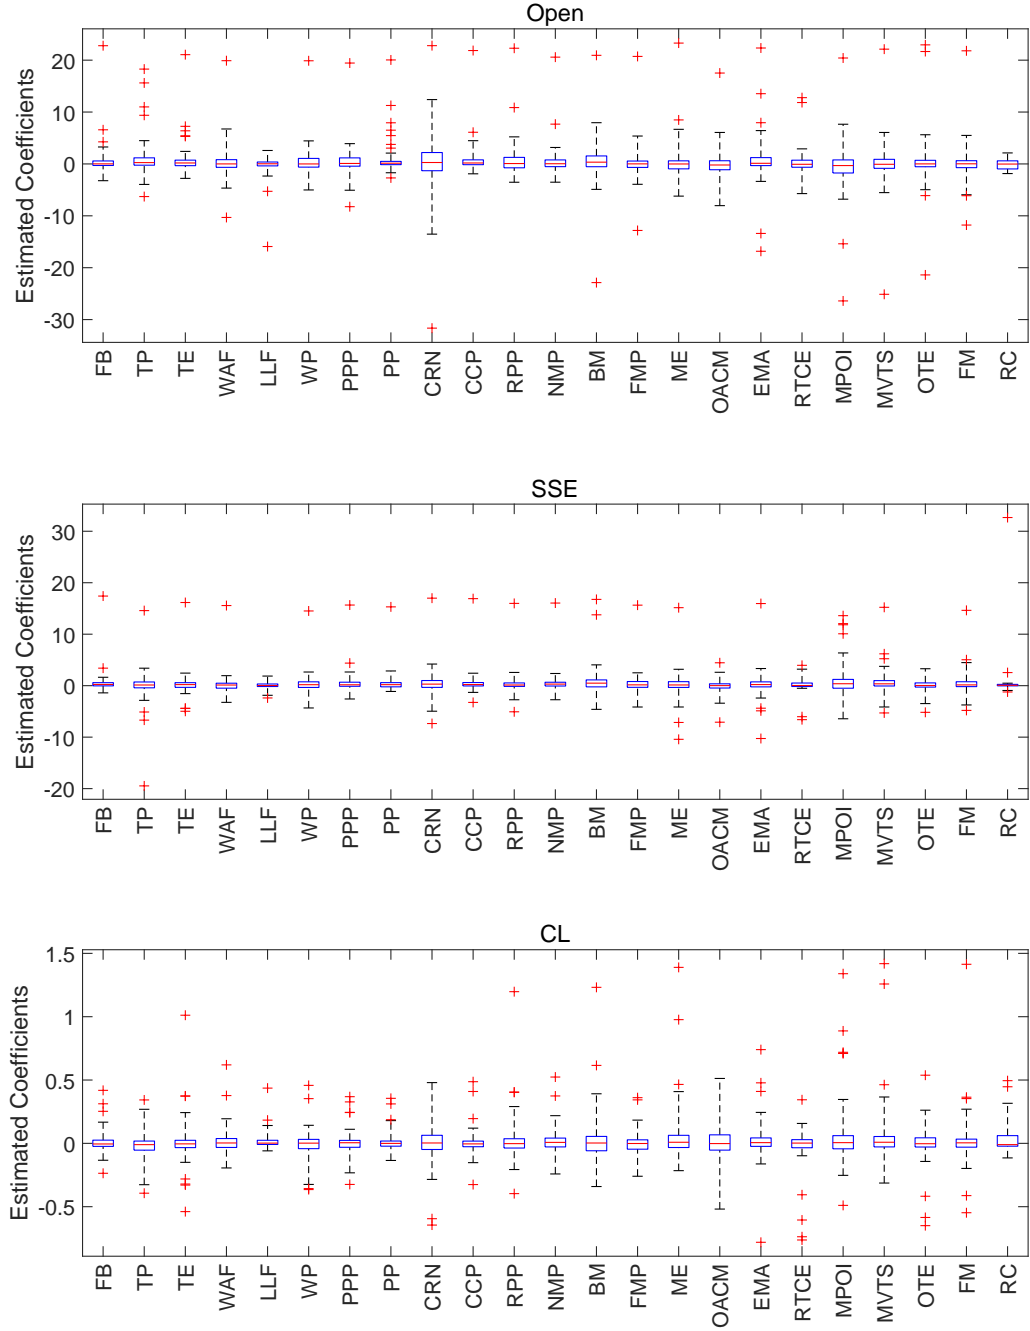 Open
Estimated Coefficients
20
10
0
-10
-20
-30
FB TP TE WAF LLF WP PPP PP CRN CCP RPP NMP BM FMP ME OACM EMA RTCE MPOI MVTS OTE FM RC
SSE
Estimated Coefficients
30
20
10
0
-10
-20
FB TP TE WAF LLF WP PPP PP CRN CCP RPP NMP BM FMP ME OACM EMA RTCE MPOI MVTS OTE FM RC
CL
Estimated Coefficients
1.5
1
0.5
0
-0.5
FB TP TE WAF LLF WP PPP PP CRN CCP RPP NMP BM FMP ME OACM EMA RTCE MPOI MVTS OTE FM RC